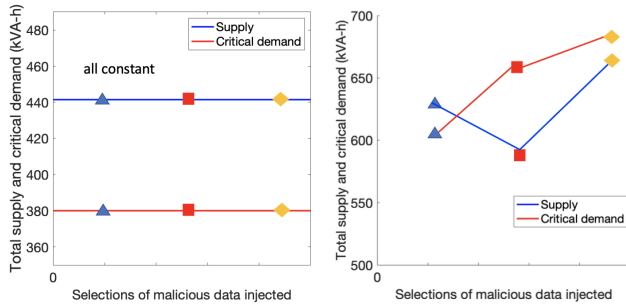 Total supply and critical demand (kVA-h)
480
460
440
420
400
380
360
0
all constant
Supply
Critical demand
Selections of malicious data injected
Total supply and critical demand (kVA-h)
700
650
600
550
500
0
Supply
Critical demand
Selections of malicious data injected